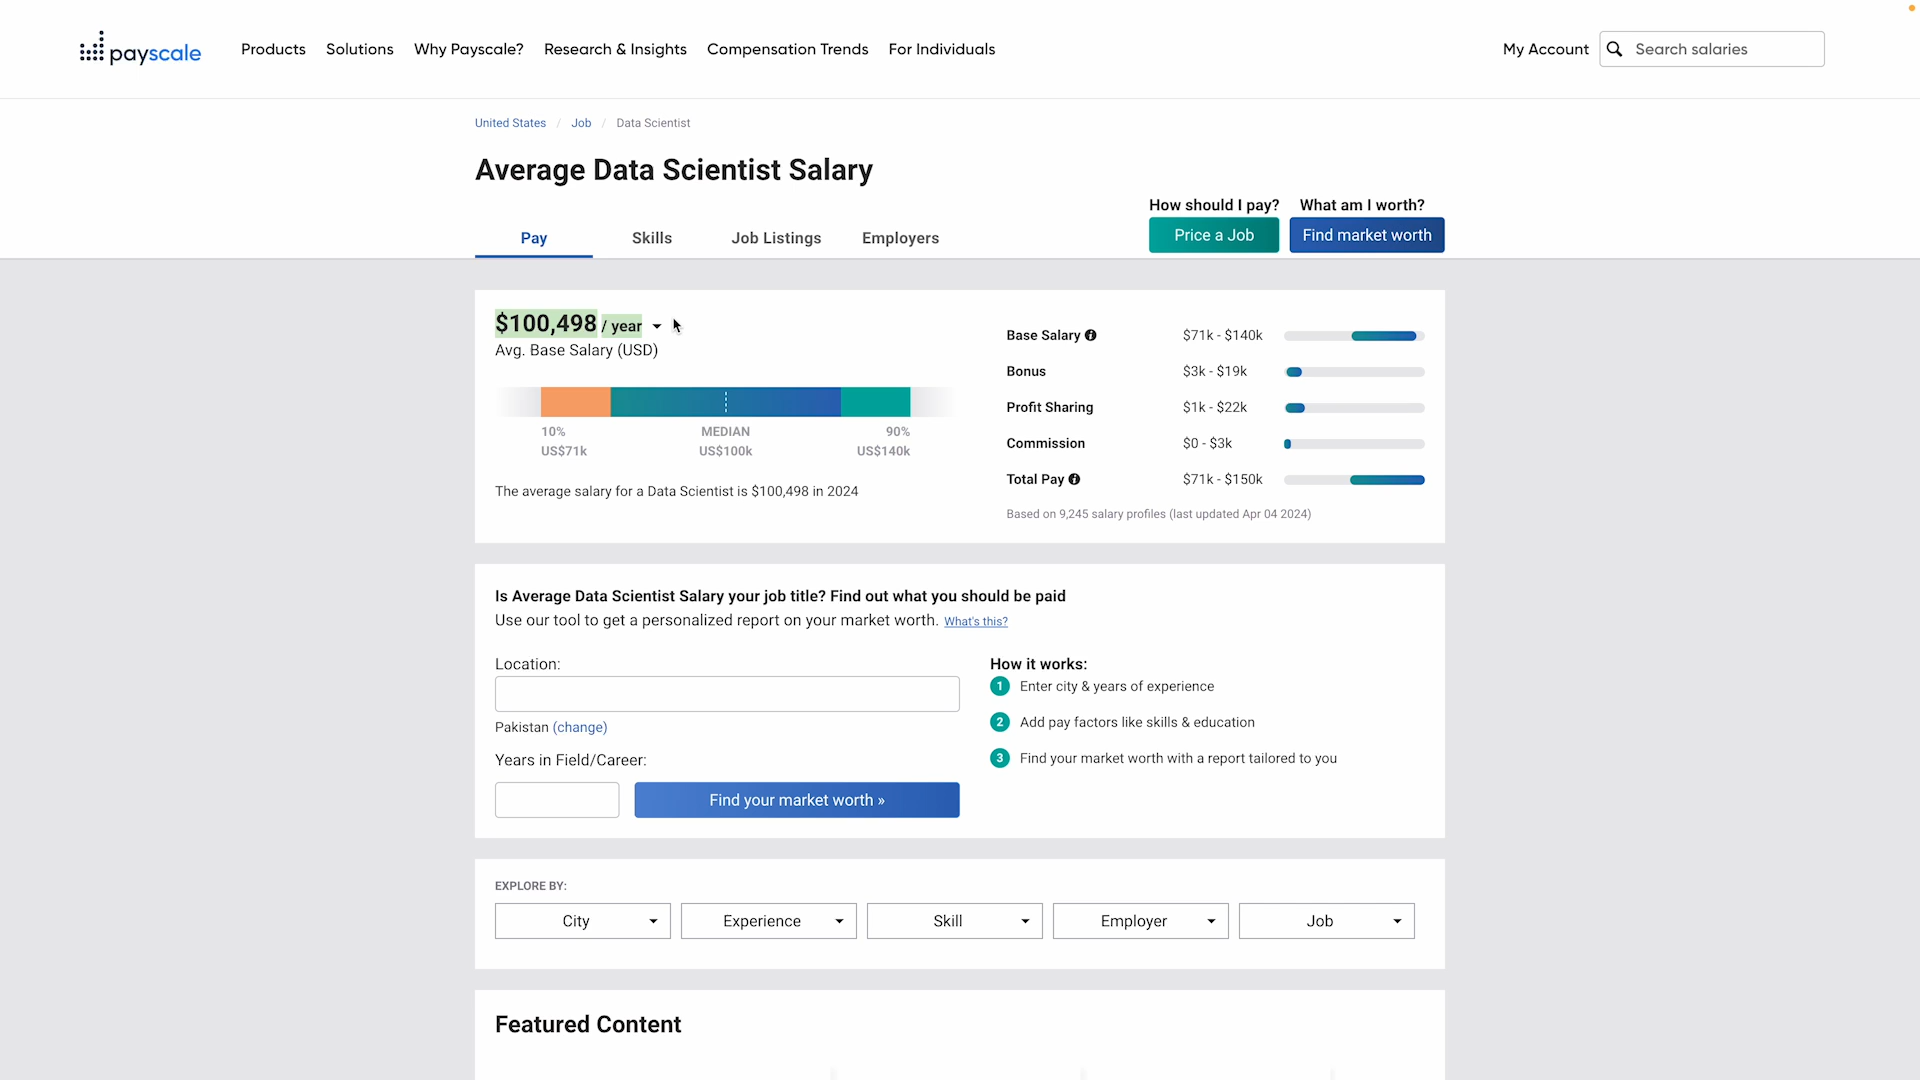 payscale
Products Solutions Why Payscale? Research & Insights Compensation Trends For Individuals
My Account Search salaries
United States / Job / Data Scientist
Average Data Scientist Salary
How should I pay? What am I worth?
Pay Skills Job Listings Employers
Price a Job Find market worth
$100,498 / year
Avg. Base Salary (USD)
10% MEDIAN 90%
US$71k US$100k US$140k
The average salary for a Data Scientist is $100,498 in 2024
Base Salary $71k - $140k
Bonus $3k - $19k
Profit Sharing $1k - $22k
Commission $0 - $3k
Total Pay $71k - $150k
Based on 9,245 salary profiles (last updated Apr 04 2024)
Is Average Data Scientist Salary your job title? Find out what you should be paid
Use our tool to get a personalized report on your market worth. What's this?
Location:
Pakistan (change)
Years in Field/Career:
Find your market worth »
How it works:
1 Enter city & years of experience
2 Add pay factors like skills & education
3 Find your market worth with a report tailored to you
EXPLORE BY:
City Experience Skill Employer Job
Featured Content